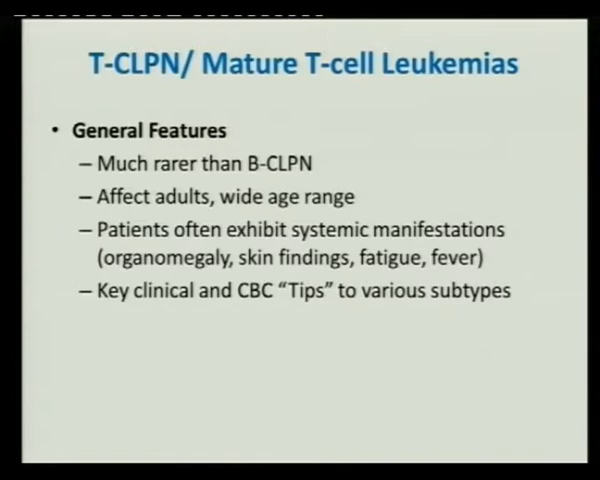 T-CLPN/ Mature T-cell Leukemias
• General Features
– Much rarer than B-CLPN
– Affect adults, wide age range
– Patients often exhibit systemic manifestations
(organomegaly, skin findings, fatigue, fever)
– Key clinical and CBC “Tips” to various subtypes